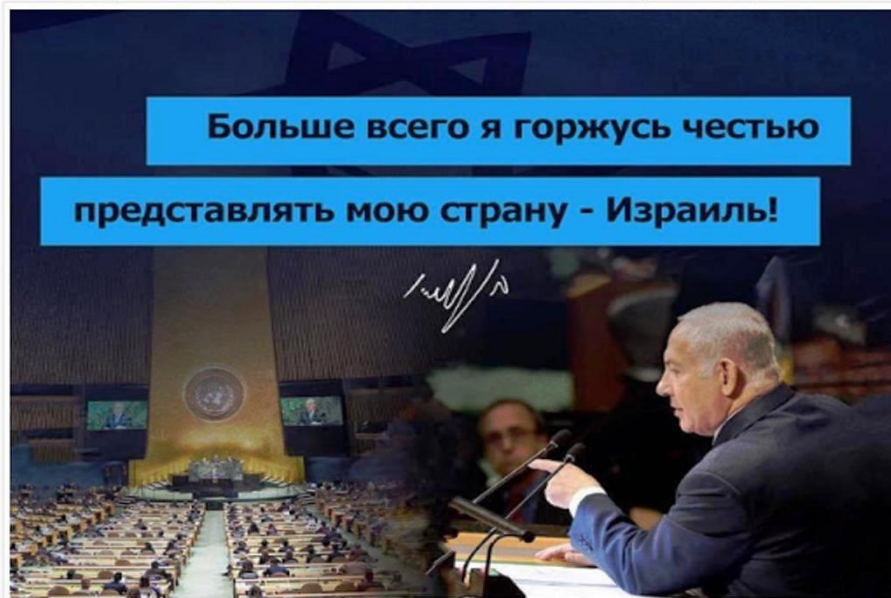 Больше всего я горжусь честью
представлять мою страну - Израиль!